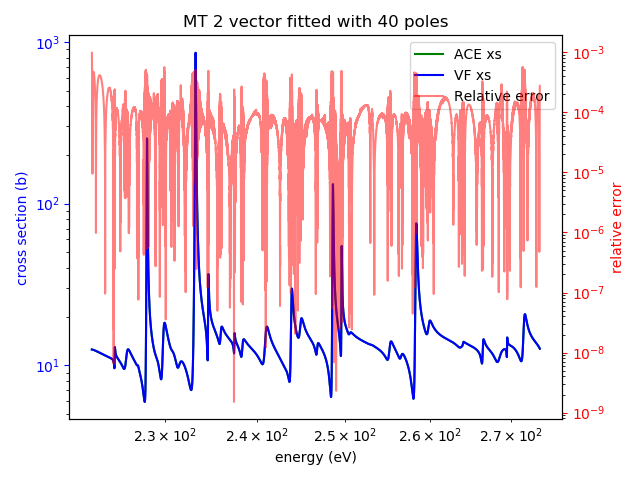 MT 2 vector fitted with 40 poles
10³
10²
10¹
cross section (b)
ACE xs
VF xs
Relative error
10⁻³
10⁻⁴
10⁻⁵
10⁻⁶
10⁻⁷
10⁻⁸
10⁻⁹
relative error
2.3 × 10² 2.4 × 10² 2.5 × 10² 2.6 × 10² 2.7 × 10²
energy (eV)